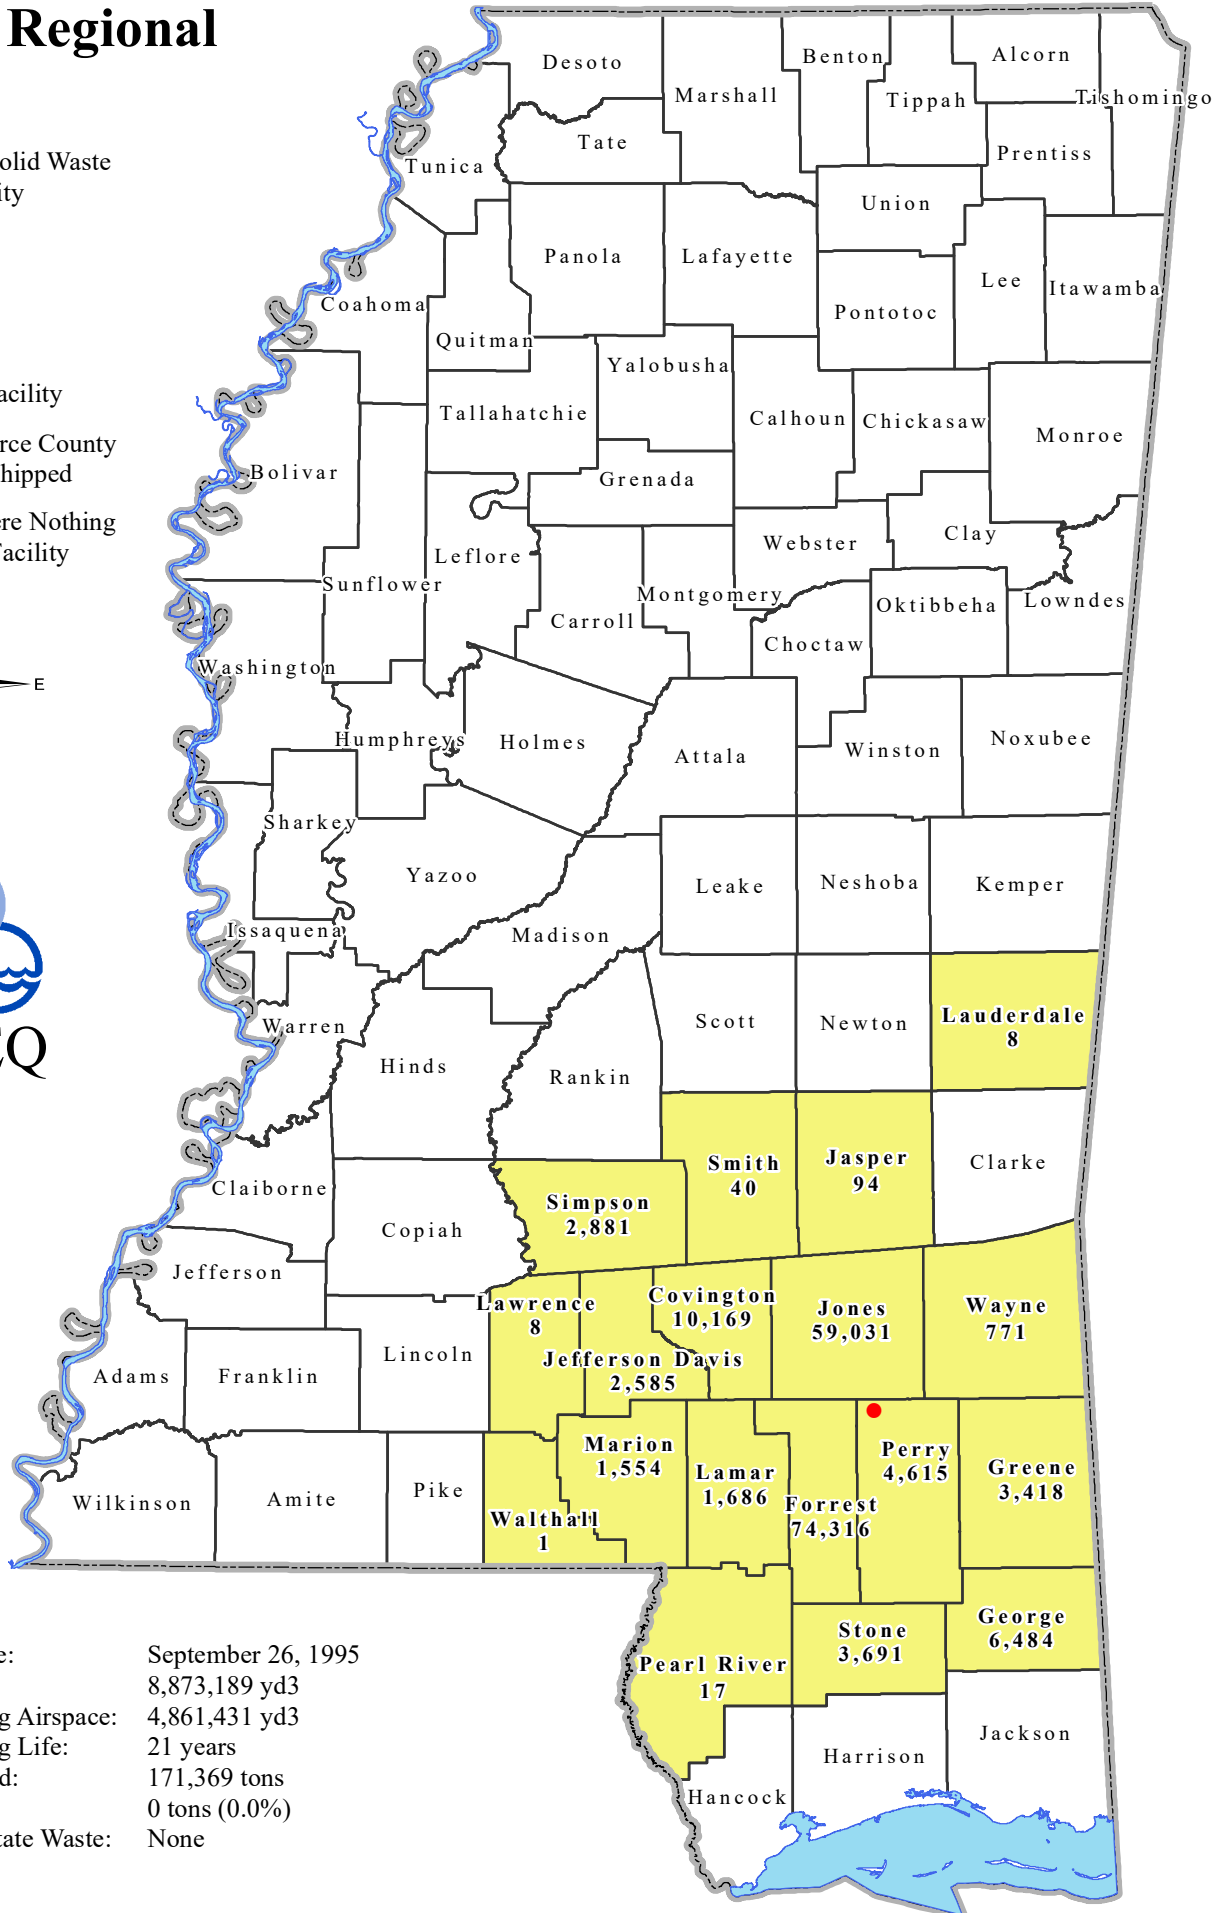 Regional
Desoto
Benton
Alcorn
Marshall
Tippah
Tishomingo
Tate
Prentiss
olid Waste
ity
Tunica
Union
Panola
Lafayette
Lee
Itawamba
Coahoma
Pontotoc
Quitman
Yalobusha
acility
Tallahatchie
Calhoun
Chickasaw
Monroe
rce County
hipped
Bolivar
Grenada
ere Nothing
Facility
Leflore
Webster
Clay
Sunflower
Montgomery
Oktibbeha
Lowndes
Carroll
Choctaw
Washington
E
Humphreys
Holmes
Attala
Winston
Noxubee
Sharkey
Yazoo
Leake
Neshoba
Kemper
Issaquena
Madison
Warren
Scott
Newton
Lauderdale
8
CQ
Hinds
Rankin
Smith
40
Jasper
94
Clarke
Claiborne
Simpson
2,881
Copiah
Jefferson
Lawrence
8
Covington
10,169
Jones
59,031
Wayne
771
Jefferson Davis
2,585
Lincoln
Adams
Franklin
Marion
1,554
Perry
4,615
Lamar
1,686
Greene
3,418
Wilkinson
Amite
Pike
Forrest
74,316
Walthall
1
Stone
3,691
George
6,484
Pearl River
17
e: September 26, 1995
8,873,189 yd3
g Airspace: 4,861,431 yd3
g Life: 21 years
d: 171,369 tons
0 tons (0.0%)
tate Waste: None
Jackson
Harrison
Hancock